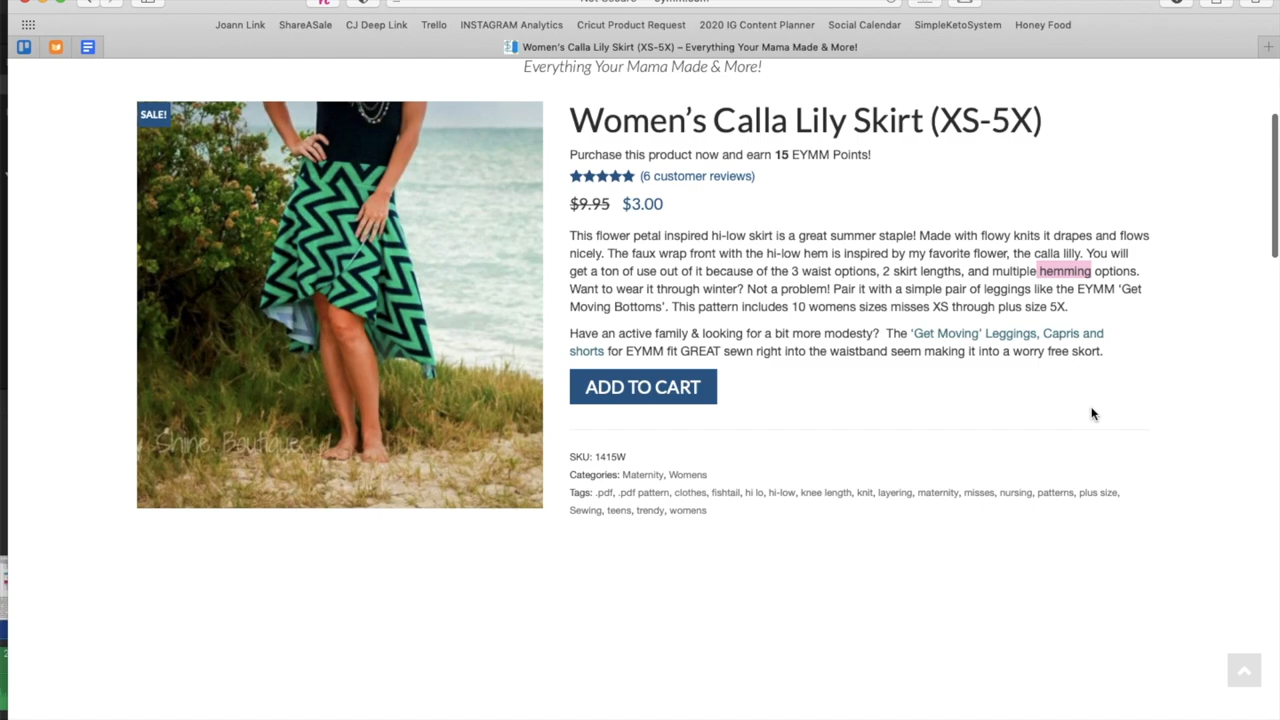 Joann Link ShareASale CJ Deep Link Trello INSTAGRAM Analytics Cricut Product Request 2020 IG Content Planner Social Calendar SimpleKetoSystem Honey Food
Women's Calla Lily Skirt (XS-5X) – Everything Your Mama Made & More!
Everything Your Mama Made & More!
SALE!
Shine Boutique
Women's Calla Lily Skirt (XS-5X)
Purchase this product now and earn 15 EYMM Points!
(6 customer reviews)
$9.95 $3.00
This flower petal inspired hi-low skirt is a great summer staple! Made with flowy knits it drapes and flows
nicely. The faux wrap front with the hi-low hem is inspired by my favorite flower, the calla lilly. You will
get a ton of use out of it because of the 3 waist options, 2 skirt lengths, and multiple hemming options.
Want to wear it through winter? Not a problem! Pair it with a simple pair of leggings like the EYMM 'Get
Moving Bottoms'. This pattern includes 10 womens sizes misses XS through plus size 5X.
Have an active family & looking for a bit more modesty? The 'Get Moving' Leggings, Capris and
shorts for EYMM fit GREAT sewn right into the waistband seem making it into a worry free skort.
ADD TO CART
SKU: 1415W
Categories: Maternity, Womens
Tags: .pdf, .pdf pattern, clothes, fishtail, hi lo, hi-low, knee length, knit, layering, maternity, misses, nursing, patterns, plus size,
Sewing, teens, trendy, womens